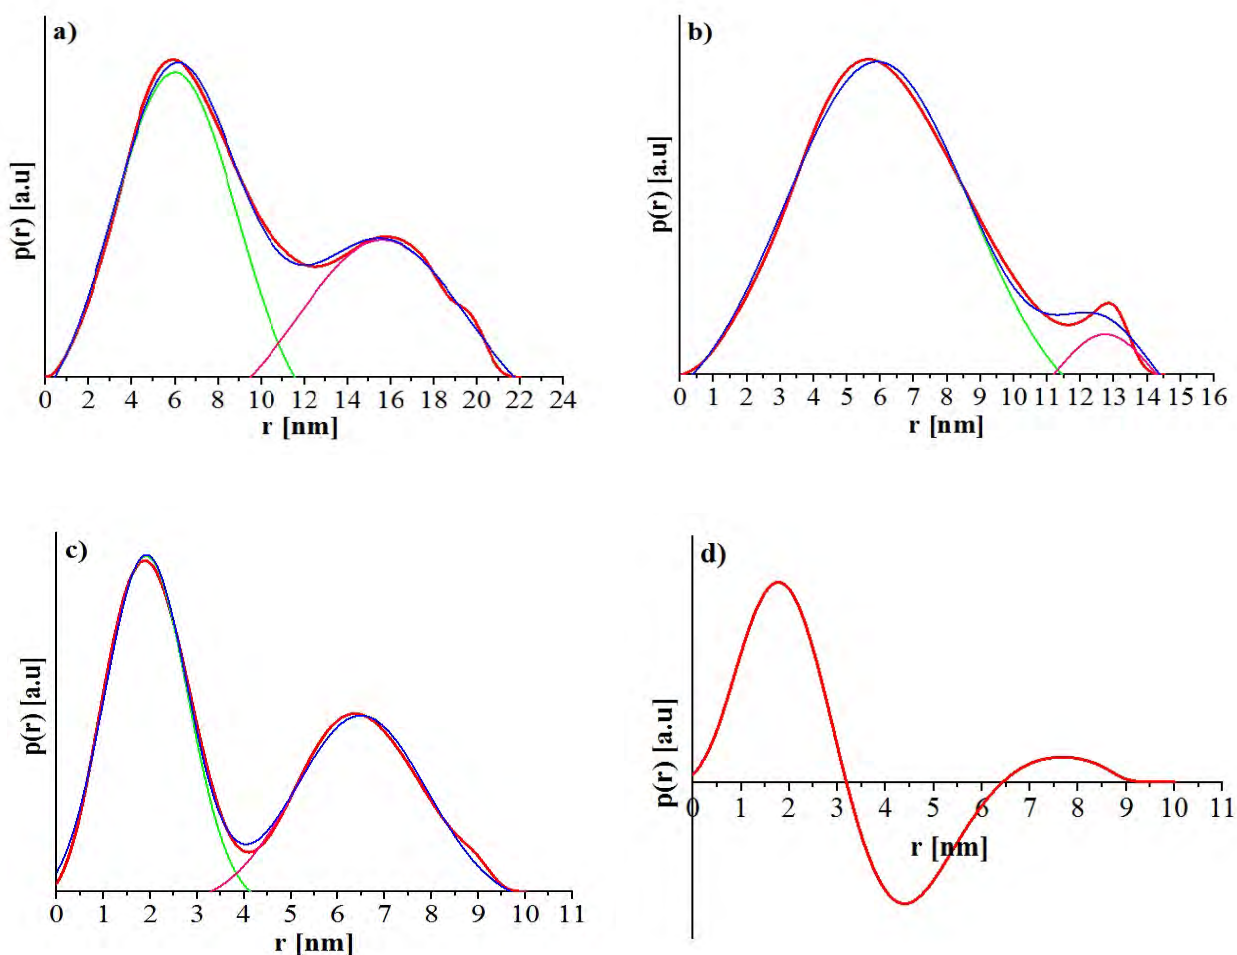 a)
p(r) [a.u]
0 2 4 6 8 10 12 14 16 18 20 22 24
r [nm]
b)
p(r) [a.u]
0 1 2 3 4 5 6 7 8 9 10 11 12 13 14 15 16
r [nm]
c)
p(r) [a.u]
0 1 2 3 4 5 6 7 8 9 10 11
r [nm]
d)
p(r) [a.u]
0 1 2 3 4 5 6 7 8 9 10 11
r [nm]